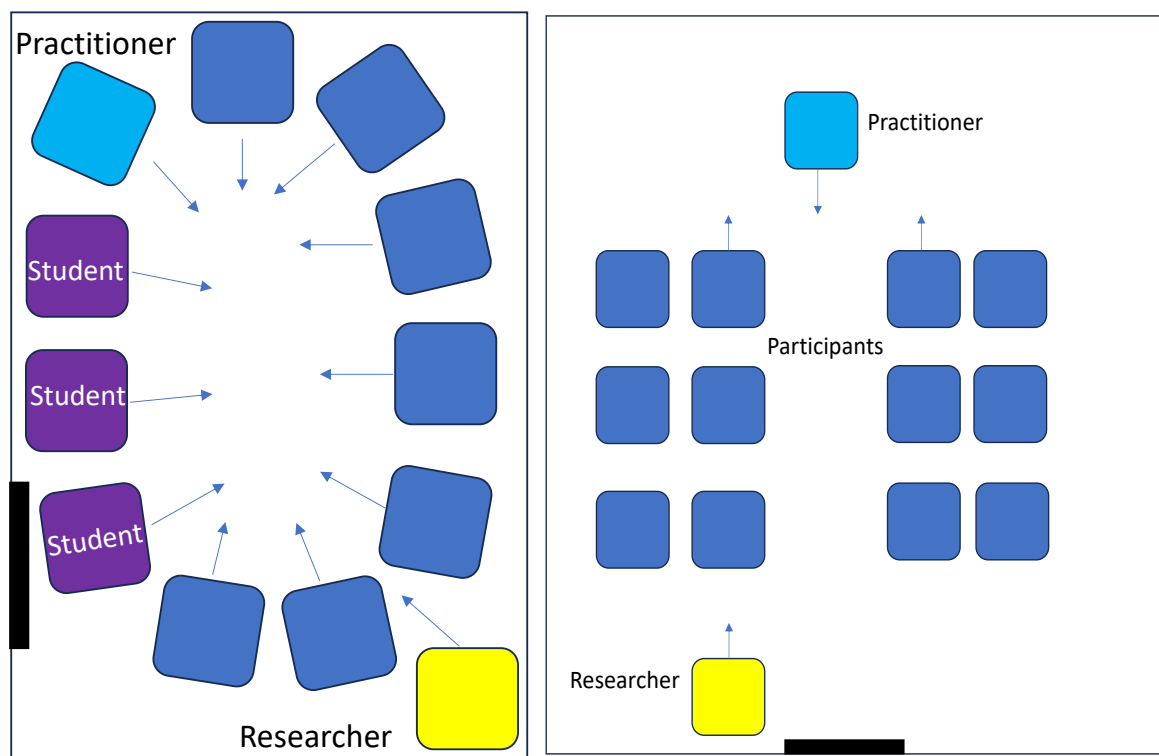 Practitioner
Student
Student
Student
Researcher
Practitioner
Participants
Researcher